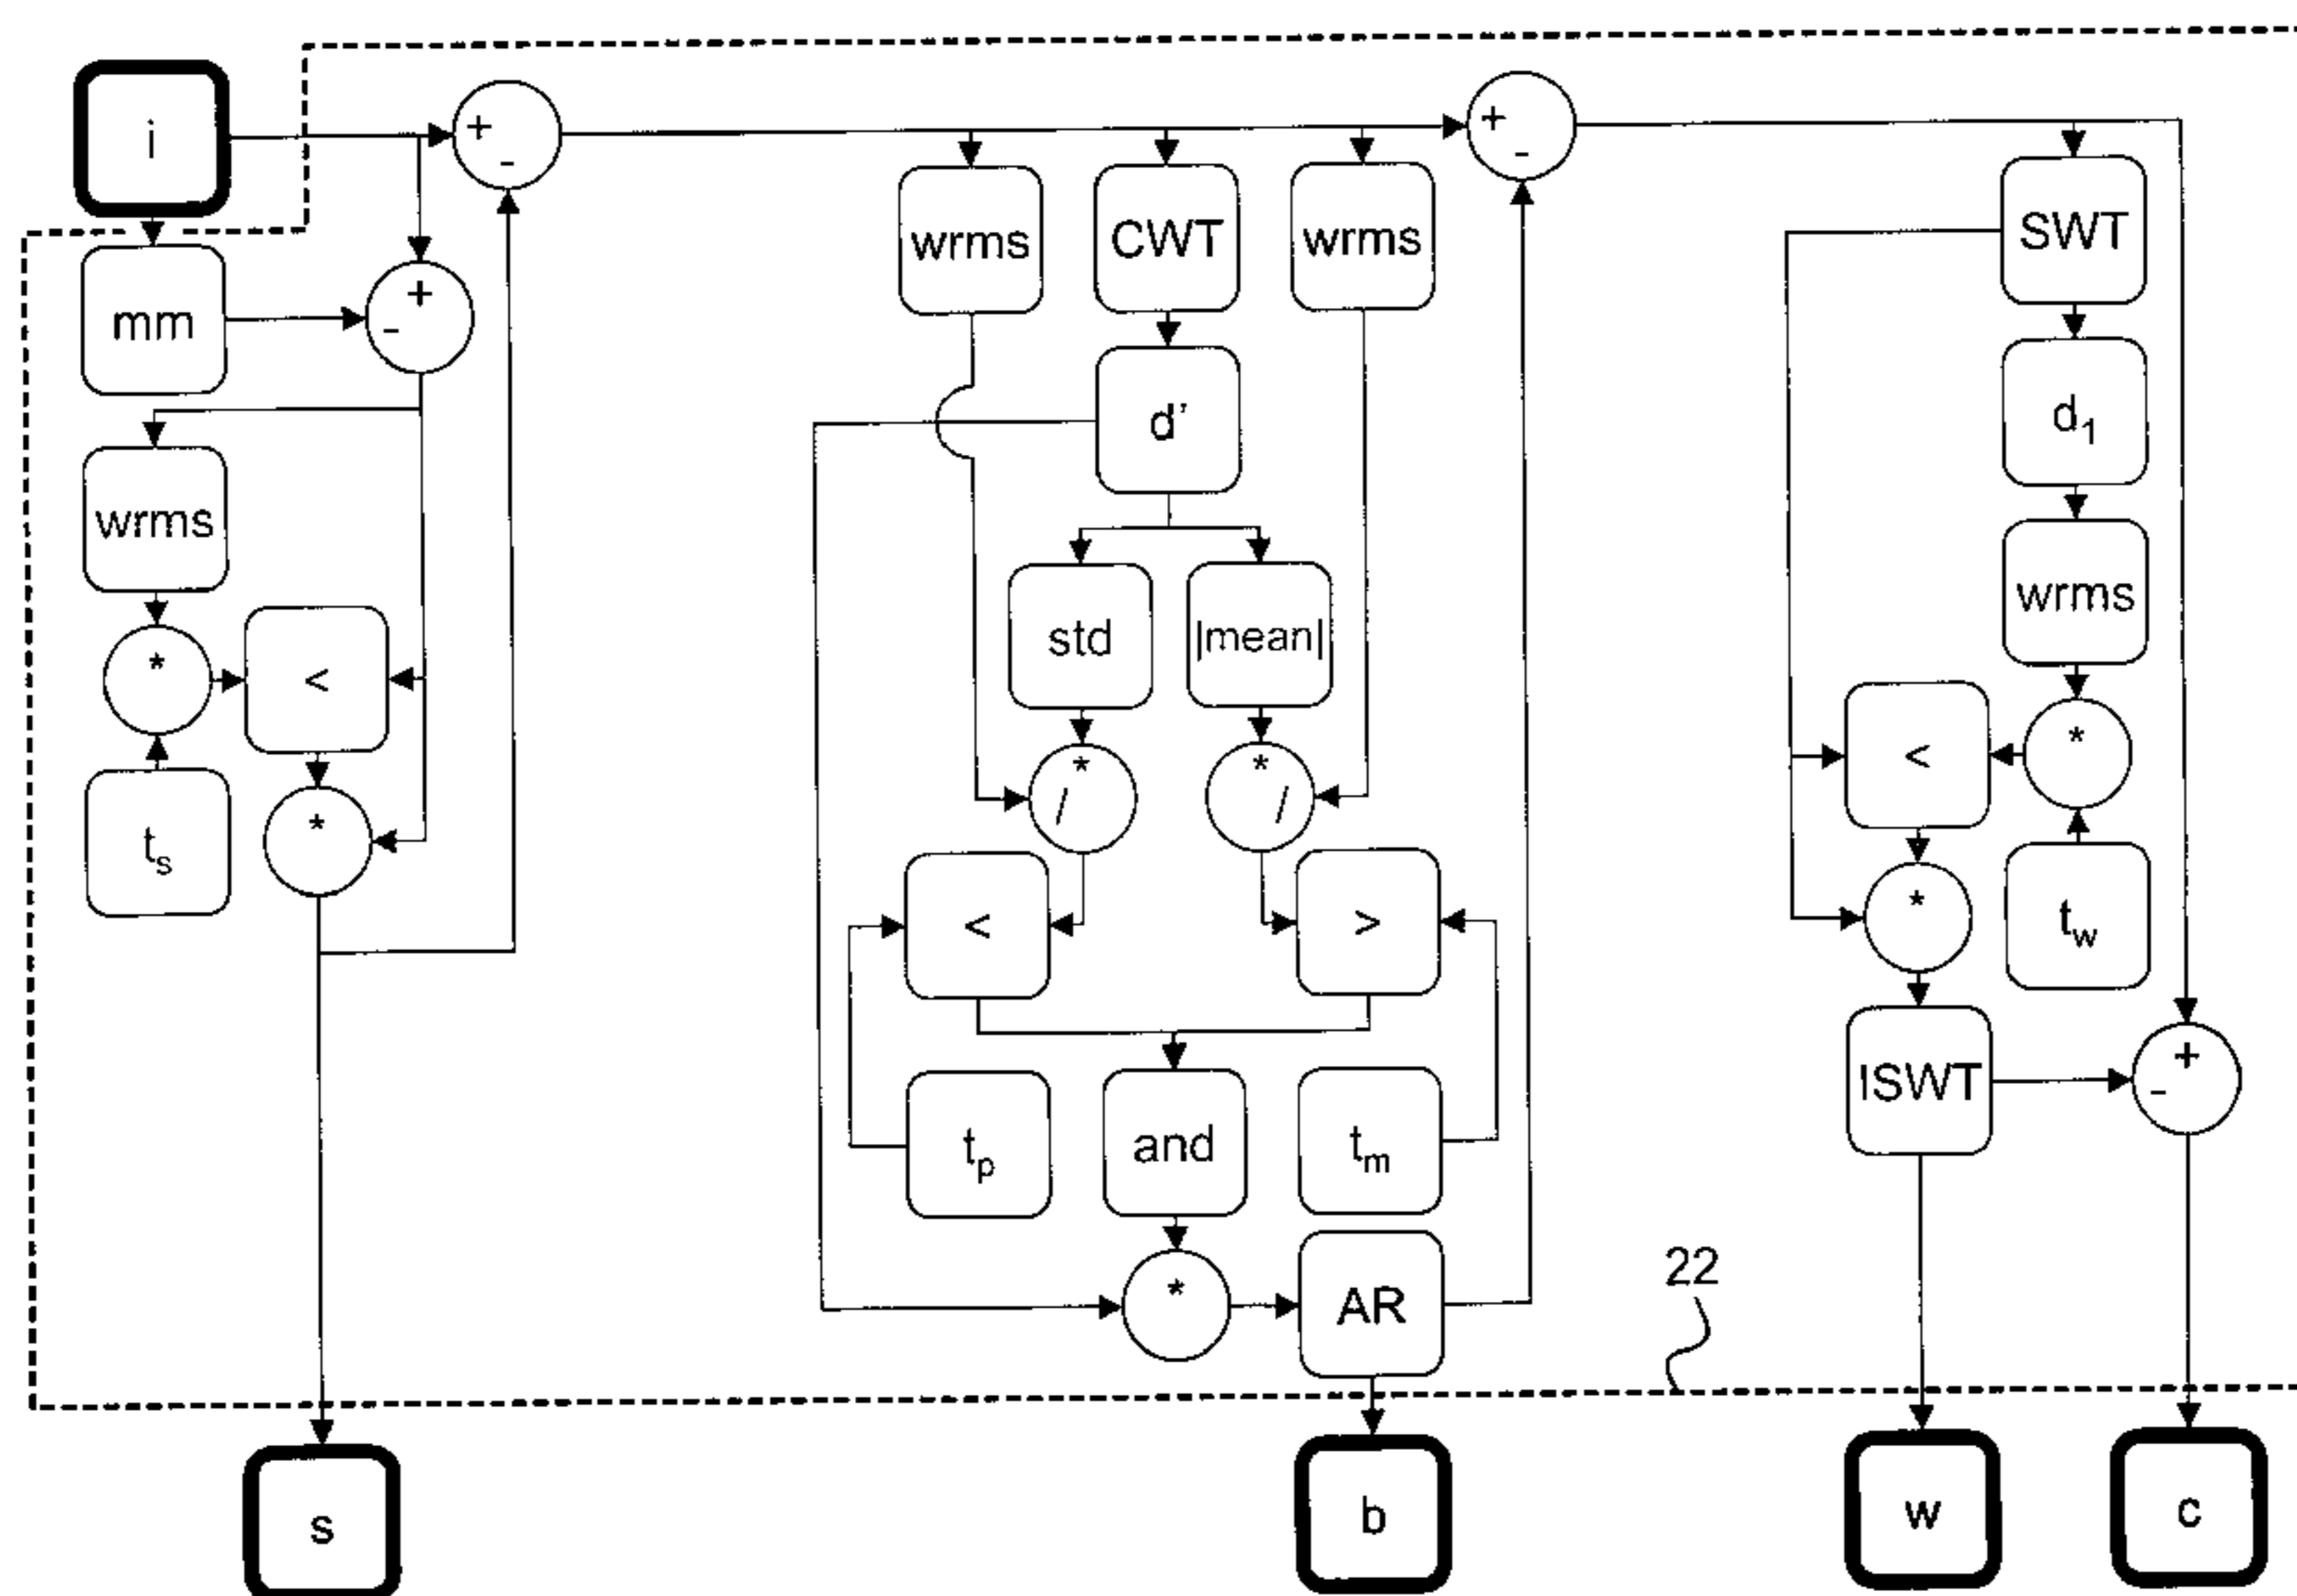 i
+
-
+
-
wrms
CWT
wrms
SWT
mm
+
-
d'
d1
wrms
std
|mean|
wrms
*
<
*
/
*
/
<
*
ts
*
<
>
*
tw
tp
and
tm
ISWT
+
-
*
AR
22
s
b
w
c